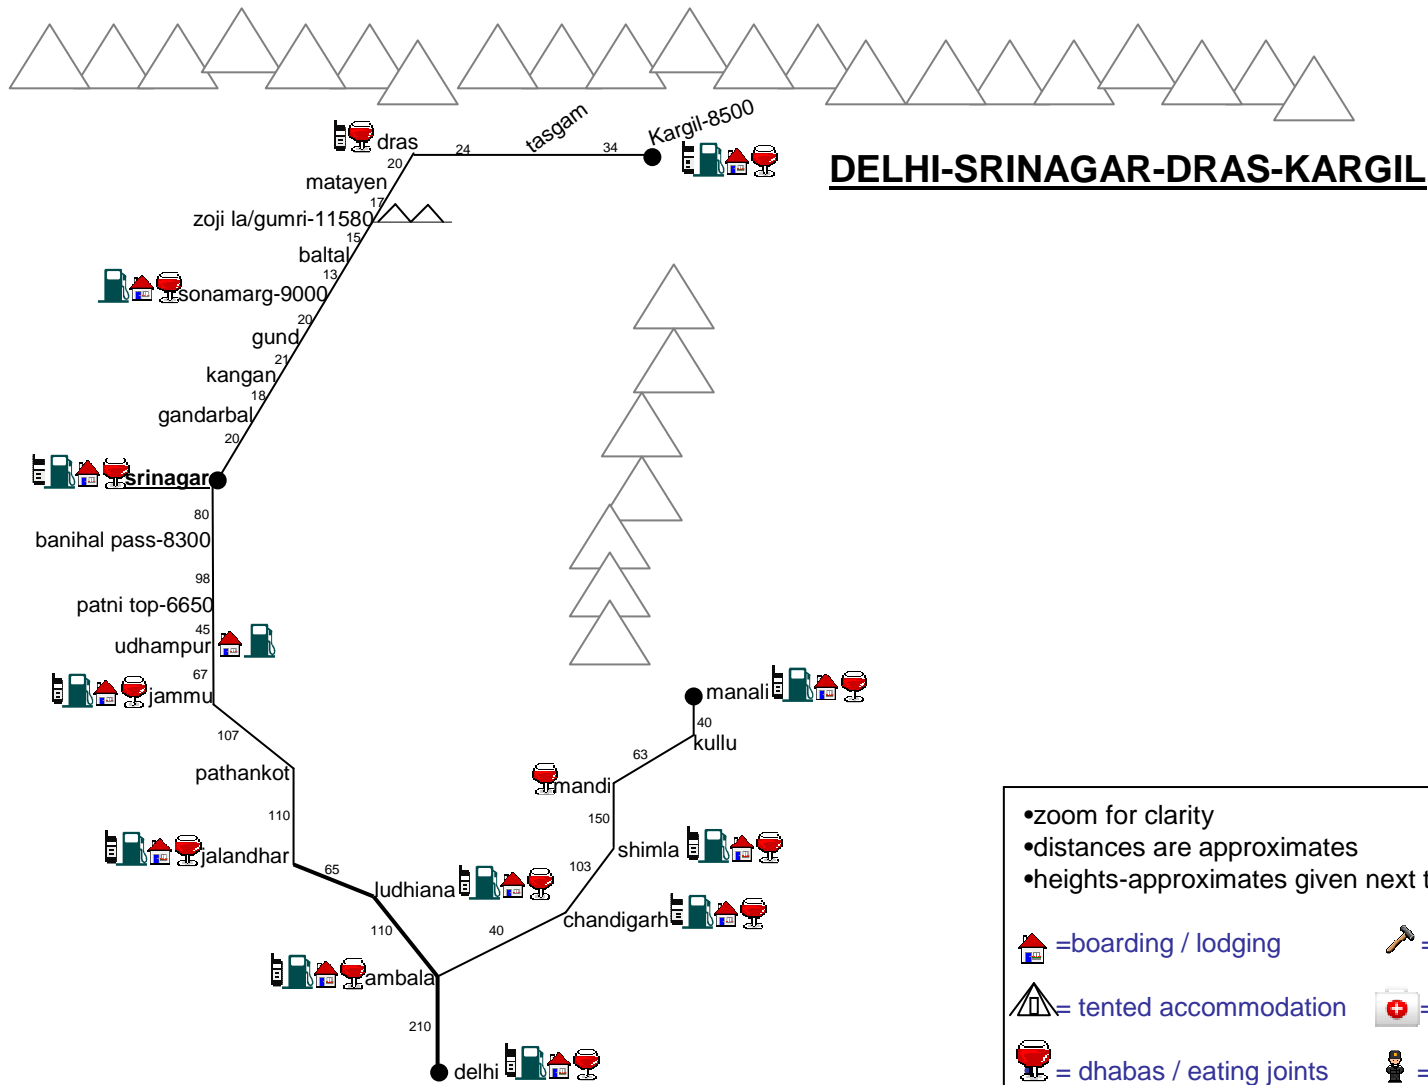 dras
24
tasgam
34
Kargil-8500
DELHI-SRINAGAR-DRAS-KARGIL
20
matayen
17
zoji la/gumri-11580
15
baltal
13
sonamarg-9000
20
gund
21
kangan
18
gandarbal
20
srinagar
80
banihal pass-8300
98
patni top-6650
45
udhampur
67
jammu
107
pathankot
110
jalandhar
65
ludhiana
110
ambala
210
delhi
manali
40
kullu
63
mandi
150
shimla
103
chandigarh
40
•zoom for clarity
•distances are approximates
•heights-approximates given next t
=boarding / lodging =
= tented accommodation =
= dhabas / eating joints =